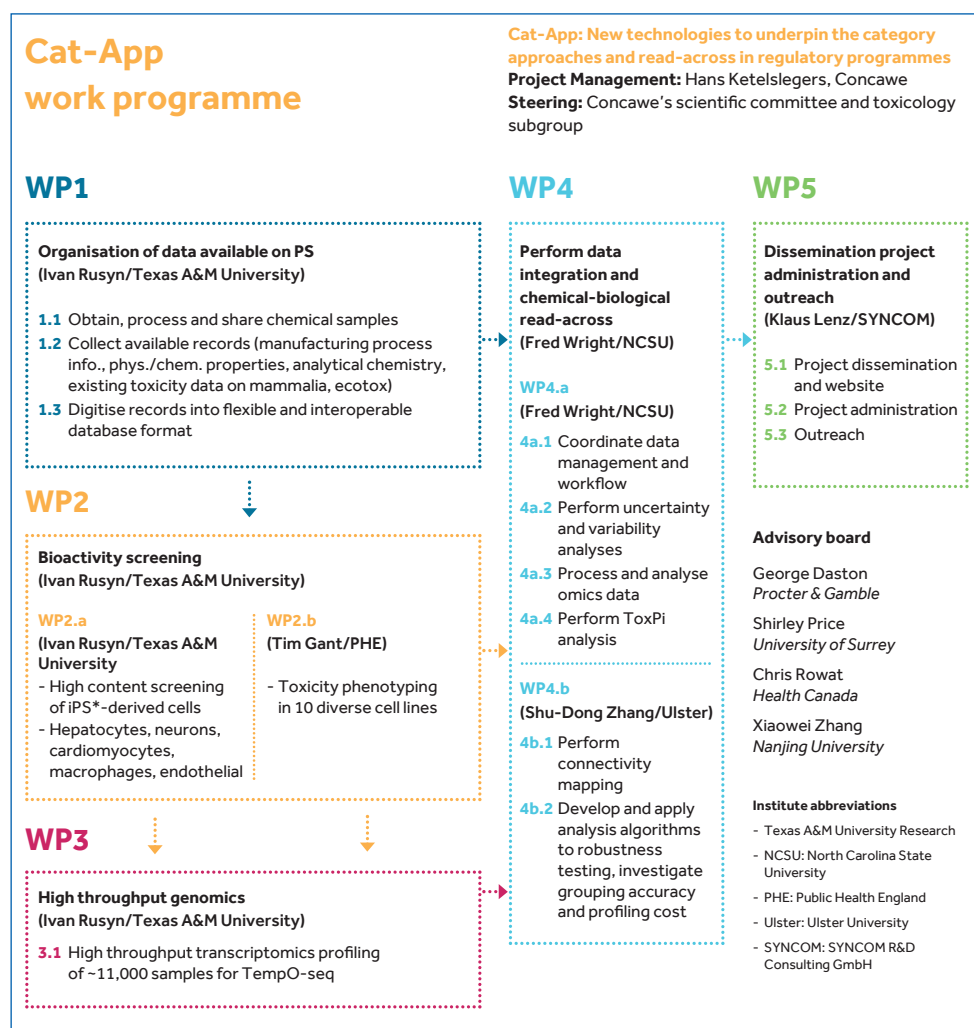 Cat-App
work programme
Cat-App: New technologies to underpin the category
approaches and read-across in regulatory programmes
Project Management: Hans Ketelslegers, Concawe
Steering: Concawe's scientific committee and toxicology
subgroup
WP1
Organisation of data available on PS
(Ivan Rusyn/Texas A&M University)
1.1 Obtain, process and share chemical samples
1.2 Collect available records (manufacturing process
info., phys./chem. properties, analytical chemistry,
existing toxicity data on mammalia, ecotox)
1.3 Digitise records into flexible and interoperable
database format
WP2
Bioactivity screening
(Ivan Rusyn/Texas A&M University)
WP2.a
(Ivan Rusyn/Texas A&M
University)
- High content screening
of iPS*-derived cells
- Hepatocytes, neurons,
cardiomyocytes,
macrophages, endothelial
WP2.b
(Tim Gant/PHE)
- Toxicity phenotyping
in 10 diverse cell lines
WP3
High throughput genomics
(Ivan Rusyn/Texas A&M University)
3.1 High throughput transcriptomics profiling
of ~11,000 samples for TempO-seq
WP4
Perform data
integration and
chemical-biological
read-across
(Fred Wright/NCSU)
WP4.a
(Fred Wright/NCSU)
4a.1 Coordinate data
management and
workflow
4a.2 Perform uncertainty
and variability
analyses
4a.3 Process and analyse
omics data
4a.4 Perform ToxPi
analysis
WP4.b
(Shu-Dong Zhang/Ulster)
4b.1 Perform
connectivity
mapping
4b.2 Develop and apply
analysis algorithms
to robustness
testing, investigate
grouping accuracy
and profiling cost
WP5
Dissemination project
administration and
outreach
(Klaus Lenz/SYNCOM)
5.1 Project dissemination
and website
5.2 Project administration
5.3 Outreach
Advisory board
George Daston
Procter & Gamble
Shirley Price
University of Surrey
Chris Rowat
Health Canada
Xiaowei Zhang
Nanjing University
Institute abbreviations
- Texas A&M University Research
- NCSU: North Carolina State
University
- PHE: Public Health England
- Ulster: Ulster University
- SYNCOM: SYNCOM R&D
Consulting GmbH